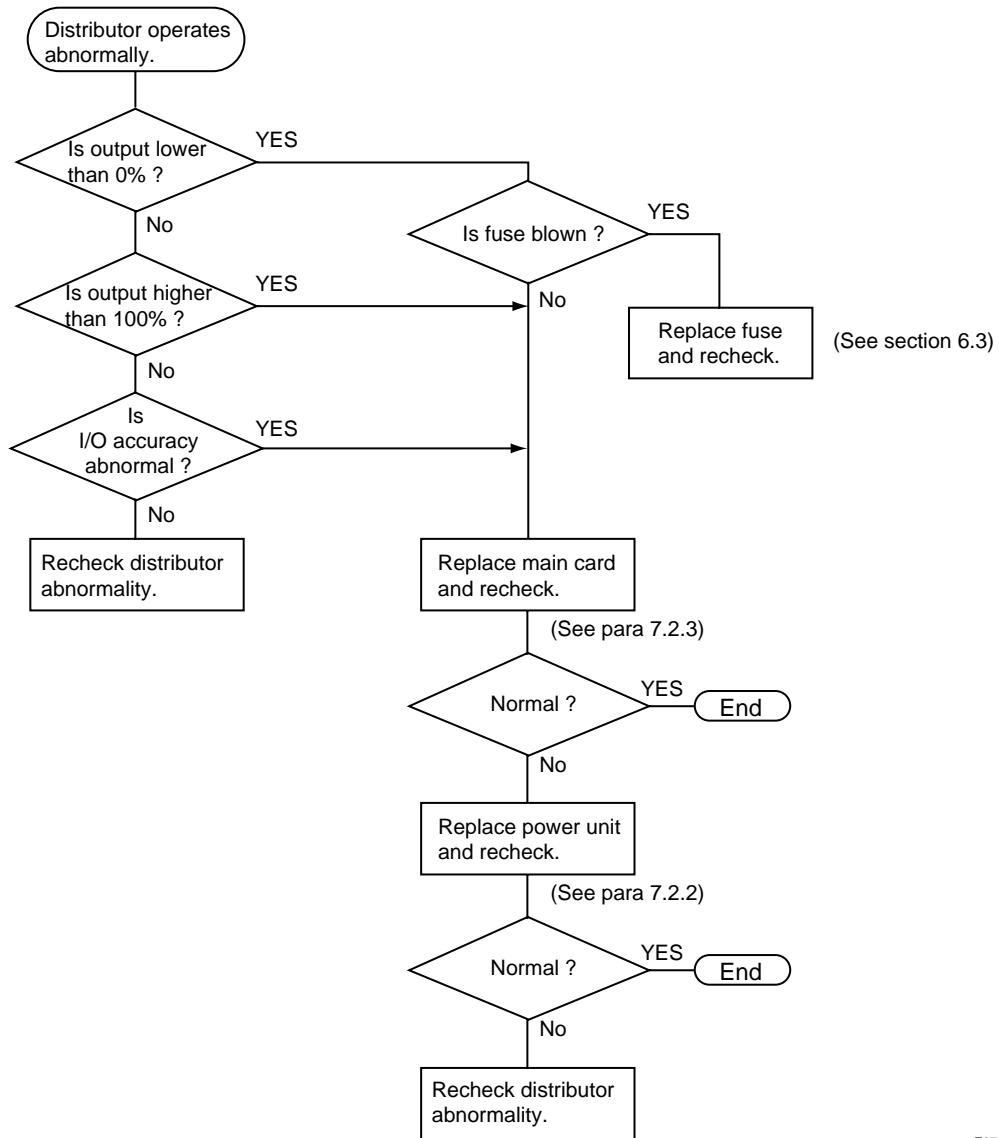 Distributor operates
abnormally.
Is output lower
than 0% ?
YES
No
Is fuse blown ?
YES
No
Replace fuse
and recheck.
(See section 6.3)
Is output higher
than 100% ?
YES
No
Is
I/O accuracy
abnormal ?
YES
No
Recheck distributor
abnormality.
Replace main card
and recheck.
(See para 7.2.3)
Normal ?
YES
End
No
Replace power unit
and recheck.
(See para 7.2.2)
Normal ?
YES
End
No
Recheck distributor
abnormality.